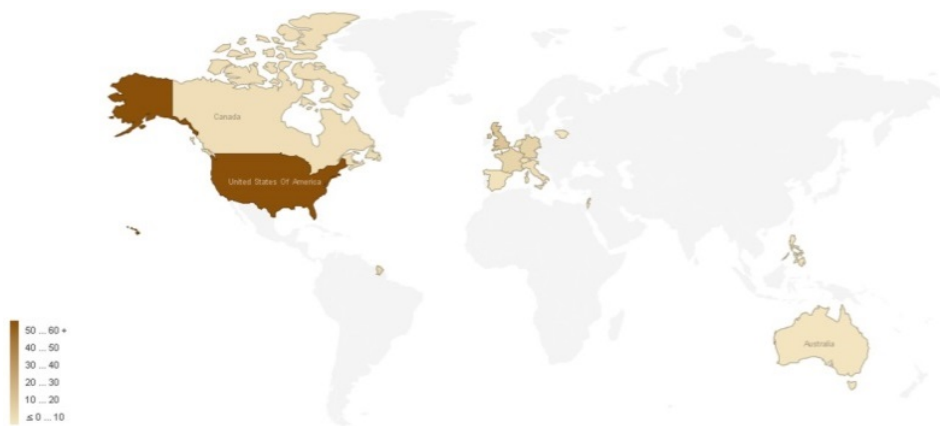 Canada
United States Of America
Australia
50 ... 60 +
40 ... 50
30 ... 40
20 ... 30
10 ... 20
≤ 0 ... 10